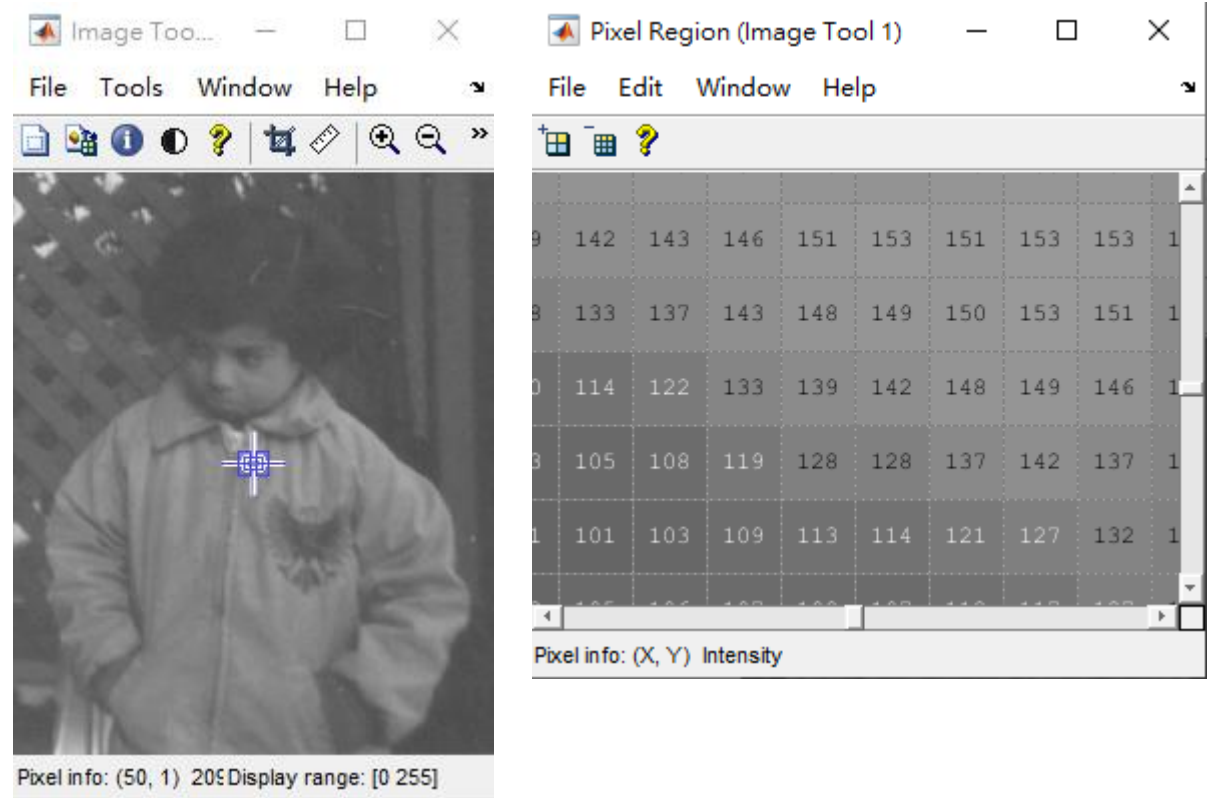 Image Too...
File Tools Window Help
Pixel info: (50, 1) 209 Display range: [0 255]
Pixel Region (Image Tool 1)
File Edit Window Help
142 143 146 151 153 151 153 153
133 137 143 148 149 150 153 151
114 122 133 139 142 148 149 146
105 108 119 128 128 137 142 137
101 103 109 113 114 121 127 132
Pixel info: (X, Y) Intensity